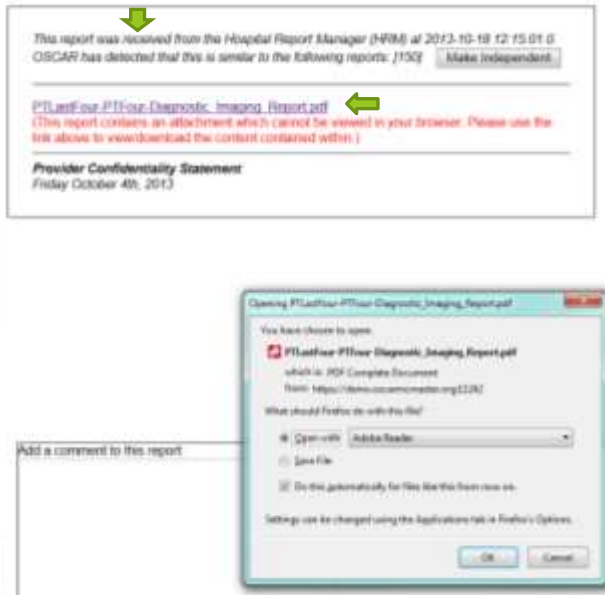 This report was received from the Hospital Report Manager (HRM) at 2013-10-18 12:15:01.0
OSCAR has detected that this is similar to the following reports: [150] Make Independent
PTLastFour-PTFour-Diagnostic_Imaging_Report.pdf
(This report contains an attachment which cannot be viewed in your browser. Please use the
link above to view/download the content contained within.)
Provider Confidentiality Statement
Friday October 4th, 2013
Opening PTLastFour-PTFour-Diagnostic_Imaging_Report.pdf
You have chosen to open:
PTLastFour-PTFour-Diagnostic_Imaging_Report.pdf
which is: PDF Complete Document
from:
What should Firefox do with this file?
Open with Adobe Reader
Save File
Do this automatically for files like this from now on.
Settings can be changed using the Applications tab in Firefox's Options.
OK Cancel
Add a comment to this report